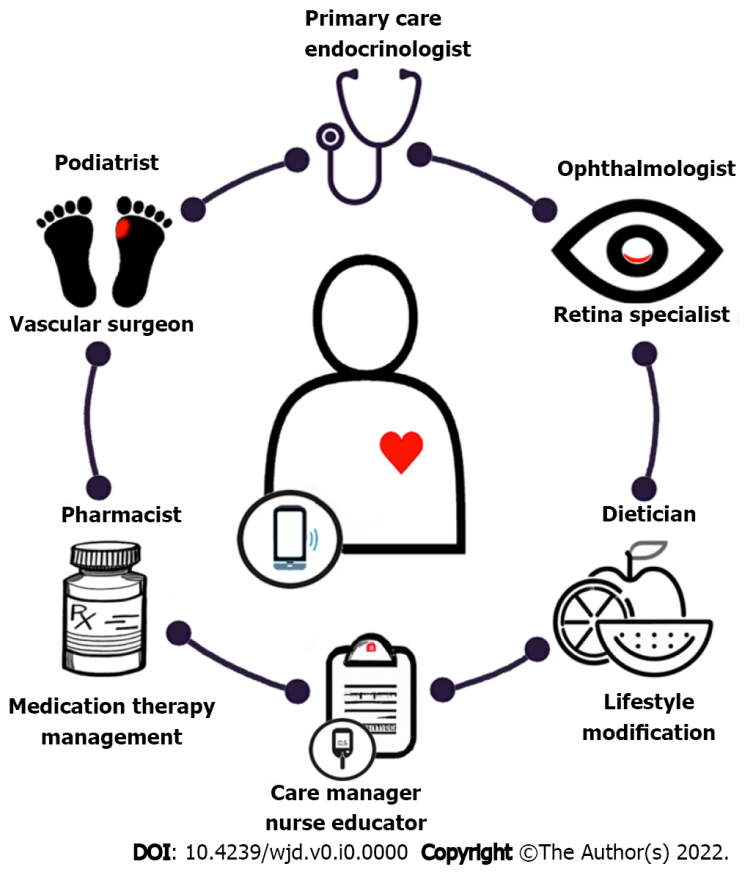 Primary care
endocrinologist
Podiatrist
Ophthalmologist
Vascular surgeon
Retina specialist
Pharmacist
Dietician
Rx
Medication therapy
management
Lifestyle
modification
Care manager
nurse educator
DOI: 10.4239/wjd.v0.i0.0000 Copyright ©The Author(s) 2022.